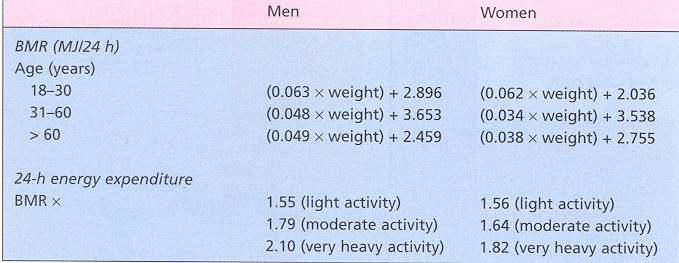 Men Women
BMR (MJ/24 h)
Age (years)
18–30 (0.063 × weight) + 2.896 (0.062 × weight) + 2.036
31–60 (0.048 × weight) + 3.653 (0.034 × weight) + 3.538
> 60 (0.049 × weight) + 2.459 (0.038 × weight) + 2.755
24-h energy expenditure
BMR × 1.55 (light activity) 1.56 (light activity)
1.79 (moderate activity) 1.64 (moderate activity)
2.10 (very heavy activity) 1.82 (very heavy activity)